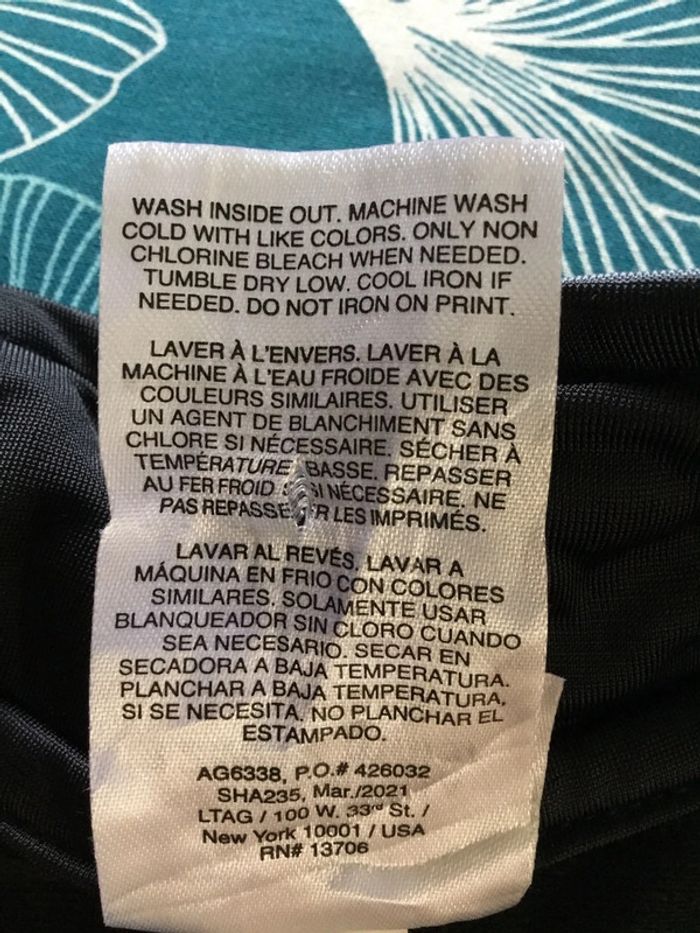 WASH INSIDE OUT. MACHINE WASH
COLD WITH LIKE COLORS. ONLY NON
CHLORINE BLEACH WHEN NEEDED.
TUMBLE DRY LOW. COOL IRON IF
NEEDED. DO NOT IRON ON PRINT.
LAVER À L'ENVERS. LAVER À LA
MACHINE À L'EAU FROIDE AVEC DES
COULEURS SIMILAIRES. UTILISER
UN AGENT DE BLANCHIMENT SANS
CHLORE SI NÉCESSAIRE. SÉCHER À
TEMPÉRATURE BASSE. REPASSER
AU FER FROID SI NÉCESSAIRE. NE
PAS REPASSER LES IMPRIMÉS.
LAVAR AL REVÉS. LAVAR A
MÁQUINA EN FRIO CON COLORES
SIMILARES. SOLAMENTE USAR
BLANQUEADOR SIN CLORO CUANDO
SEA NECESARIO. SECAR EN
SECADORA A BAJA TEMPERATURA.
PLANCHAR A BAJA TEMPERATURA,
SI SE NECESITA. NO PLANCHAR EL
ESTAMPADO.
AG6338, P.O.# 426032
SHA235, Mar./2021
LTAG / 100 W. 33rd St. /
New York 10001 / USA
RN# 13706